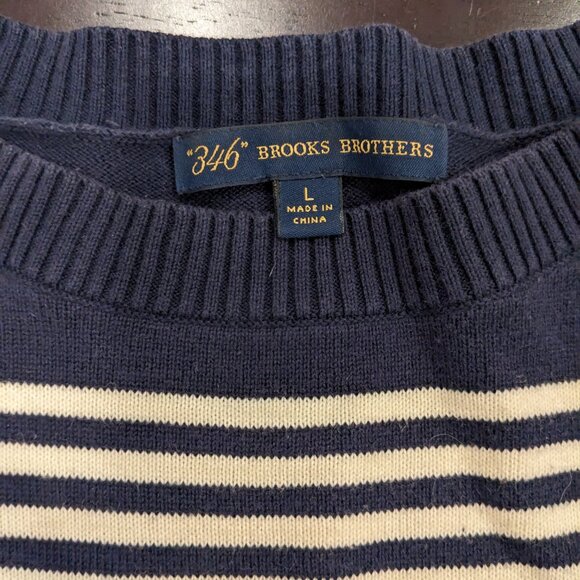 "346" BROOKS BROTHERS
L
MADE IN
CHINA